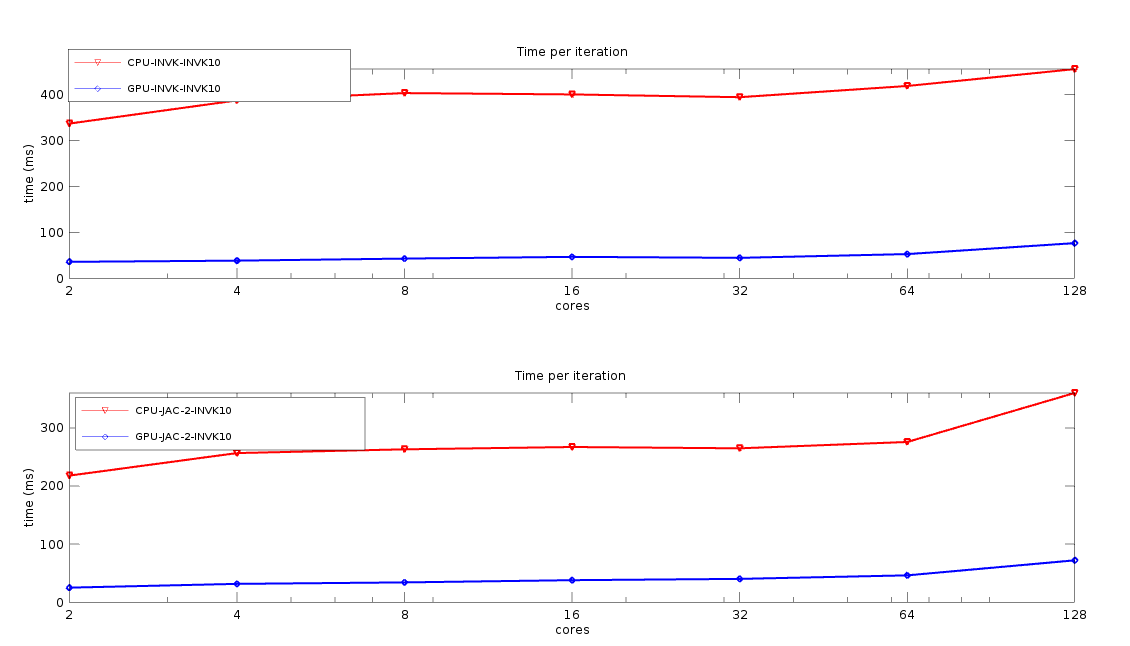 Time per iteration
CPU-INVK-INVK10
GPU-INVK-INVK10
400
300
200
100
0
time (ms)
2 4 8 16 32 64 128
cores
Time per iteration
CPU-JAC-2-INVK10
GPU-JAC-2-INVK10
300
200
100
0
time (ms)
2 4 8 16 32 64 128
cores